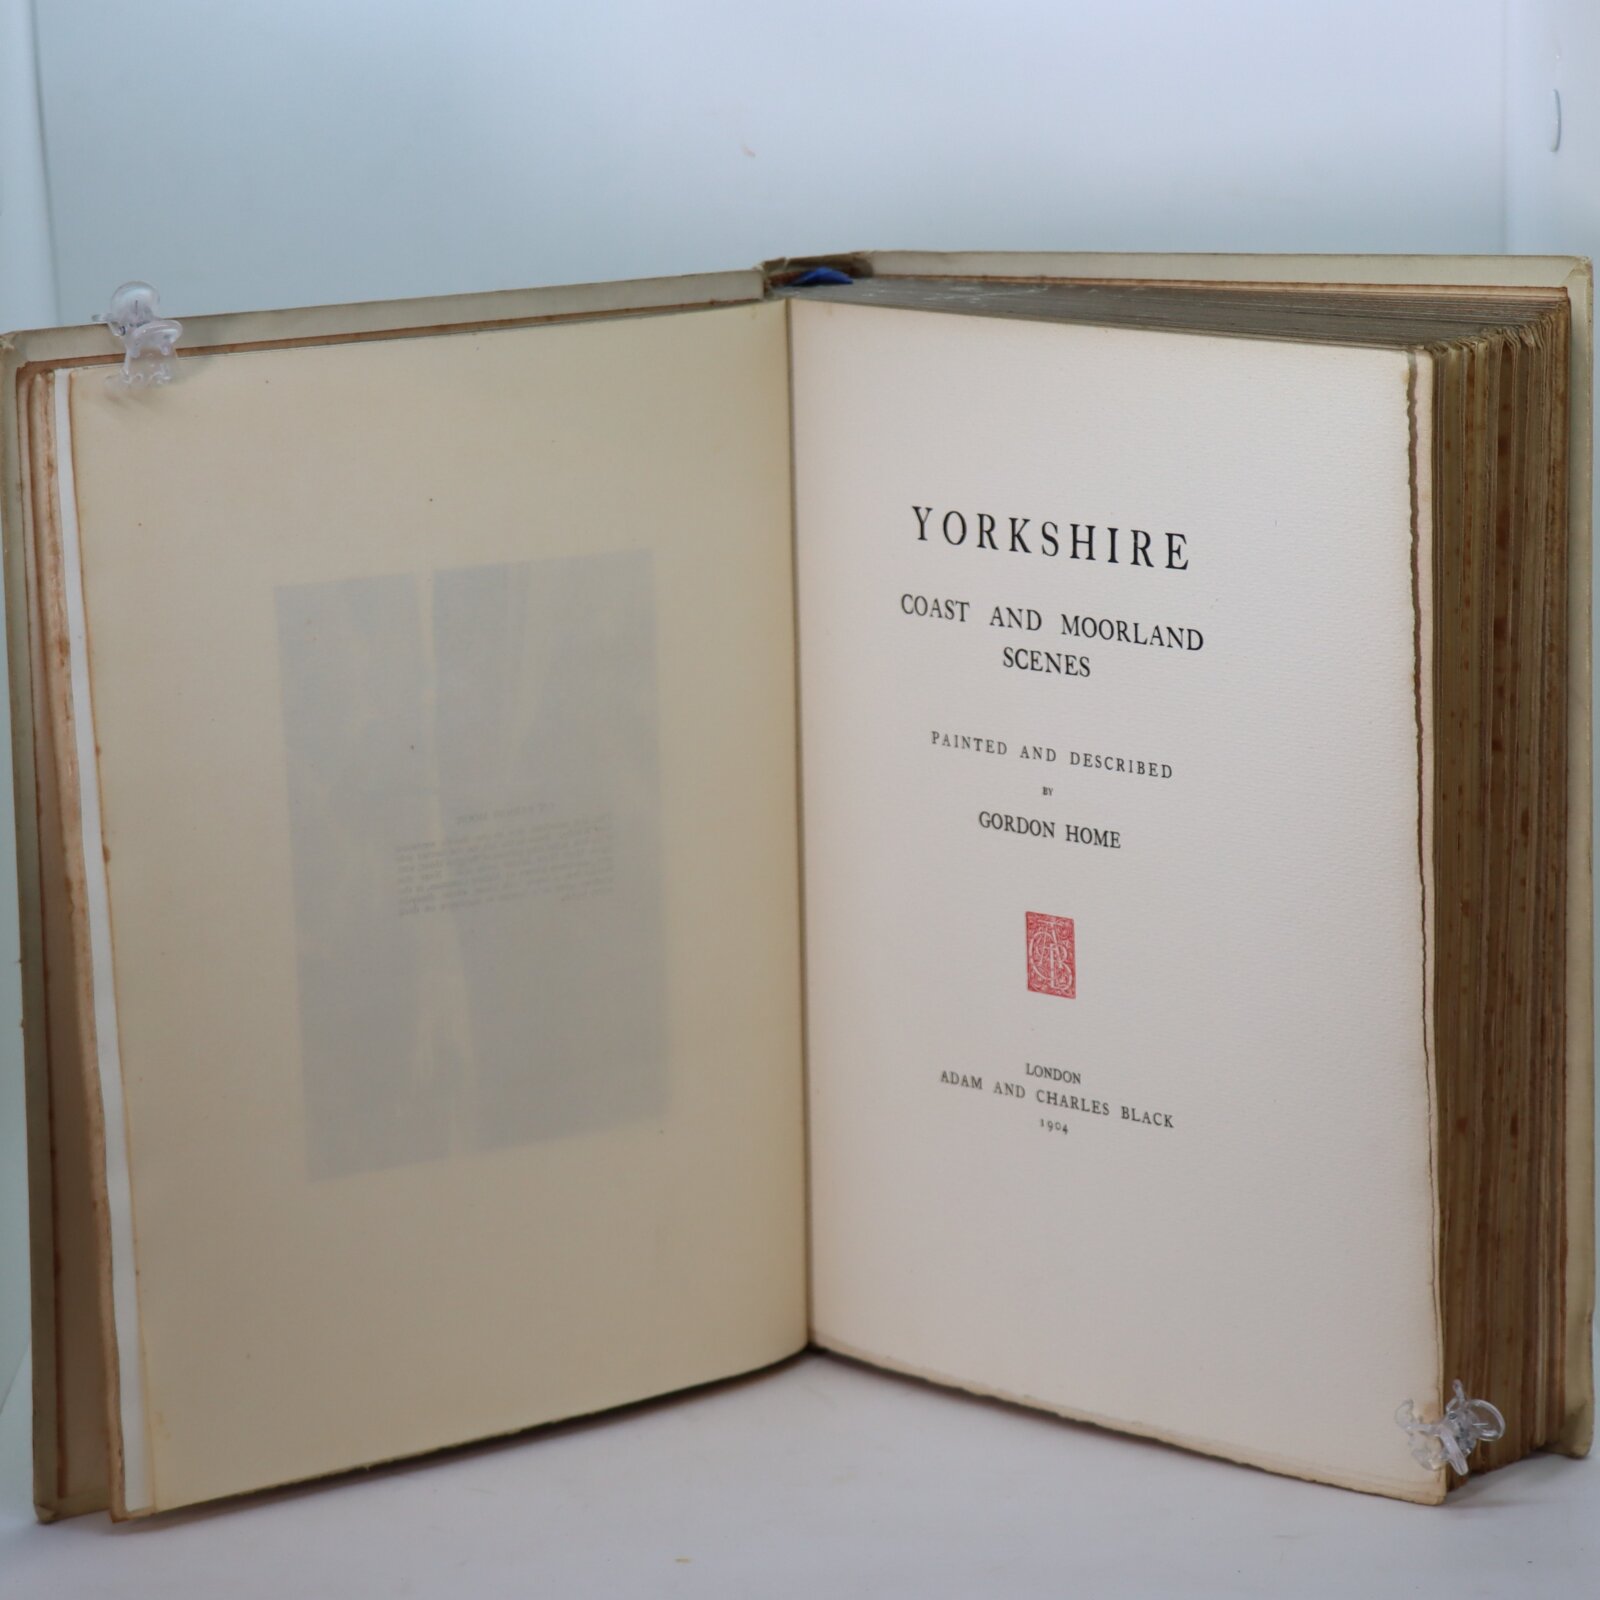 YORKSHIRE
COAST AND MOORLAND
SCENES
PAINTED AND DESCRIBED
BY
GORDON HOME
LONDON
ADAM AND CHARLES BLACK
1904